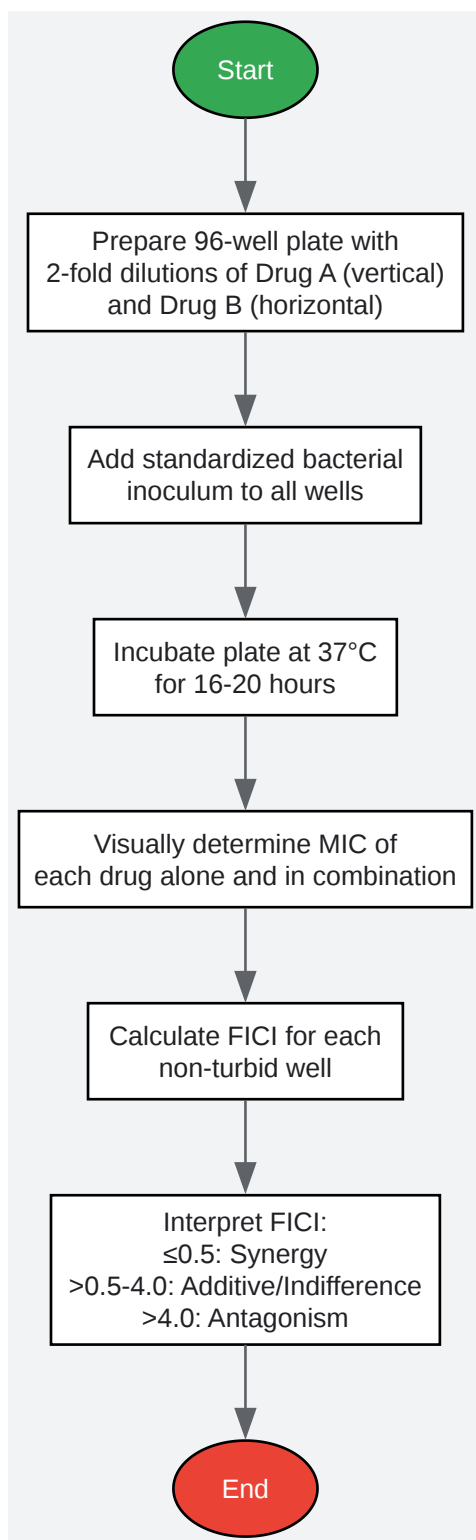 Start
Prepare 96-well plate with
2-fold dilutions of Drug A (vertical)
and Drug B (horizontal)
Add standardized bacterial
inoculum to all wells
Incubate plate at 37°C
for 16-20 hours
Visually determine MIC of
each drug alone and in combination
Calculate FICI for each
non-turbid well
Interpret FICI:
≤0.5: Synergy
>0.5-4.0: Additive/Indifference
>4.0: Antagonism
End